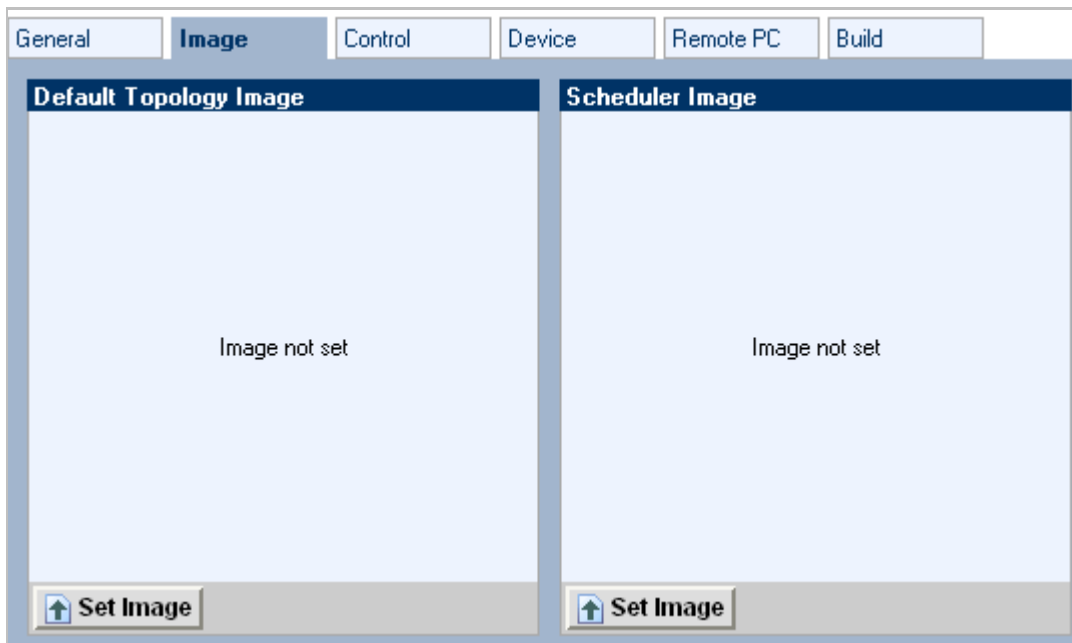 General
Image
Control
Device
Remote PC
Build
Default Topology Image
Scheduler Image
Image not set
Image not set
Set Image
Set Image